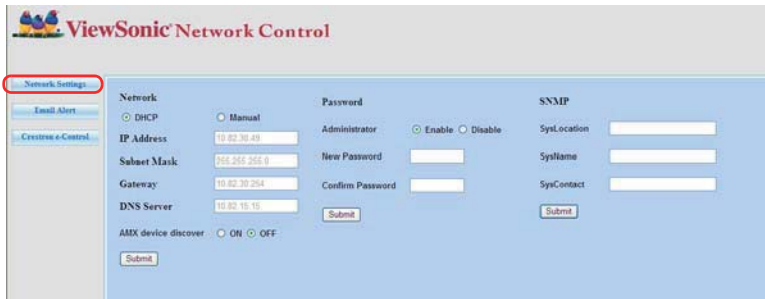 ViewSonic® Network Control
Network Settings
Email Alert
Crestron e-Control
Network
DHCP Manual
IP Address 10.82.30.49
Subnet Mask 255.255.255.0
Gateway 10.82.30.254
DNS Server 10.82.15.15
AMX device discover ON OFF
Submit
Password
Administrator Enable Disable
New Password
Confirm Password
Submit
SNMP
SysLocation
SysName
SysContact
Submit